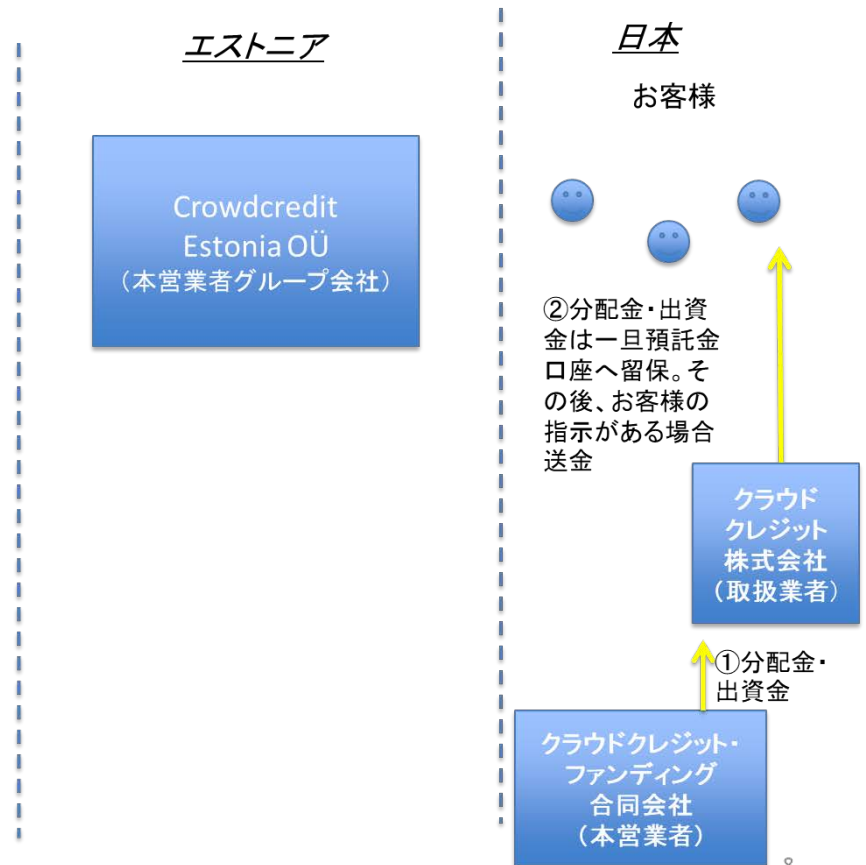 エストニア
日本
お客様
Crowdcredit
Estonia OÜ
（本営業者グループ会社）
②分配金・出資
金は一旦預託金
口座へ留保。そ
の後、お客様の
指示がある場合
送金
クラウド
クレジット
株式会社
（取扱業者）
①分配金・
出資金
クラウドクレジット・
ファンディング
合同会社
（本営業者）